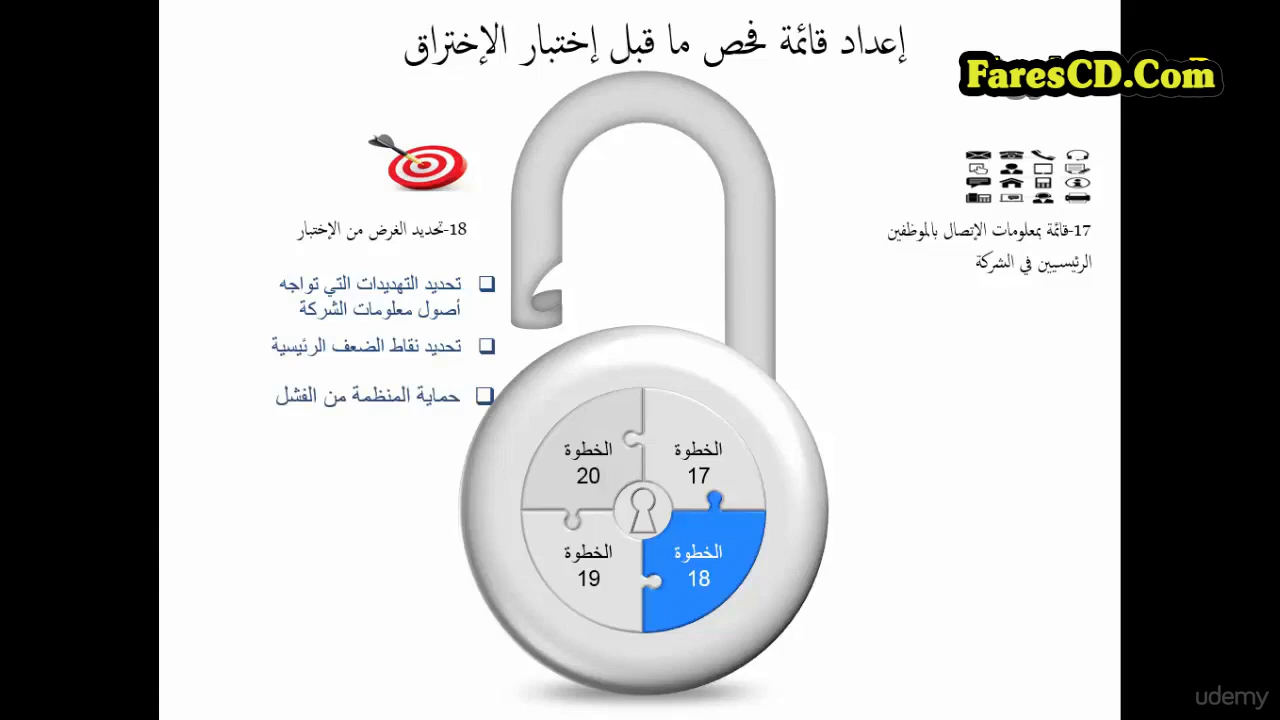 إعداد قائمة فحص ما قبل إختبار الإختراق
FaresCD.Com
17-قائمة بمعلومات الإتصال بالموظفين
الرئيسيين في الشركة
18-تحديد الغرض من الإختبار
تحديد التهديدات التي تواجه
أصول معلومات الشركة
تحديد نقاط الضعف الرئيسية
حماية المنظمة من الفشل
الخطوة
17
الخطوة
18
الخطوة
19
الخطوة
20
udemy